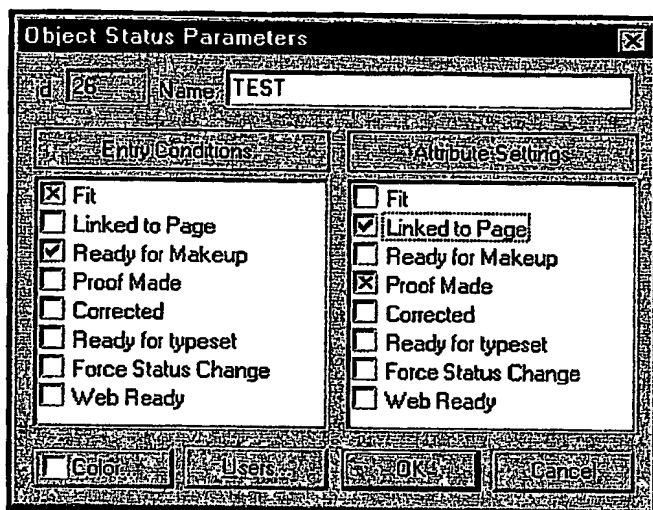 Object Status Parameters
id 26 Name TEST
Entry Conditions
Fit
Linked to Page
Ready for Makeup
Proof Made
Corrected
Ready for typeset
Force Status Change
Web Ready
Attribute Settings
Fit
Linked to Page
Ready for Makeup
Proof Made
Corrected
Ready for typeset
Force Status Change
Web Ready
Color Users OK Cancel